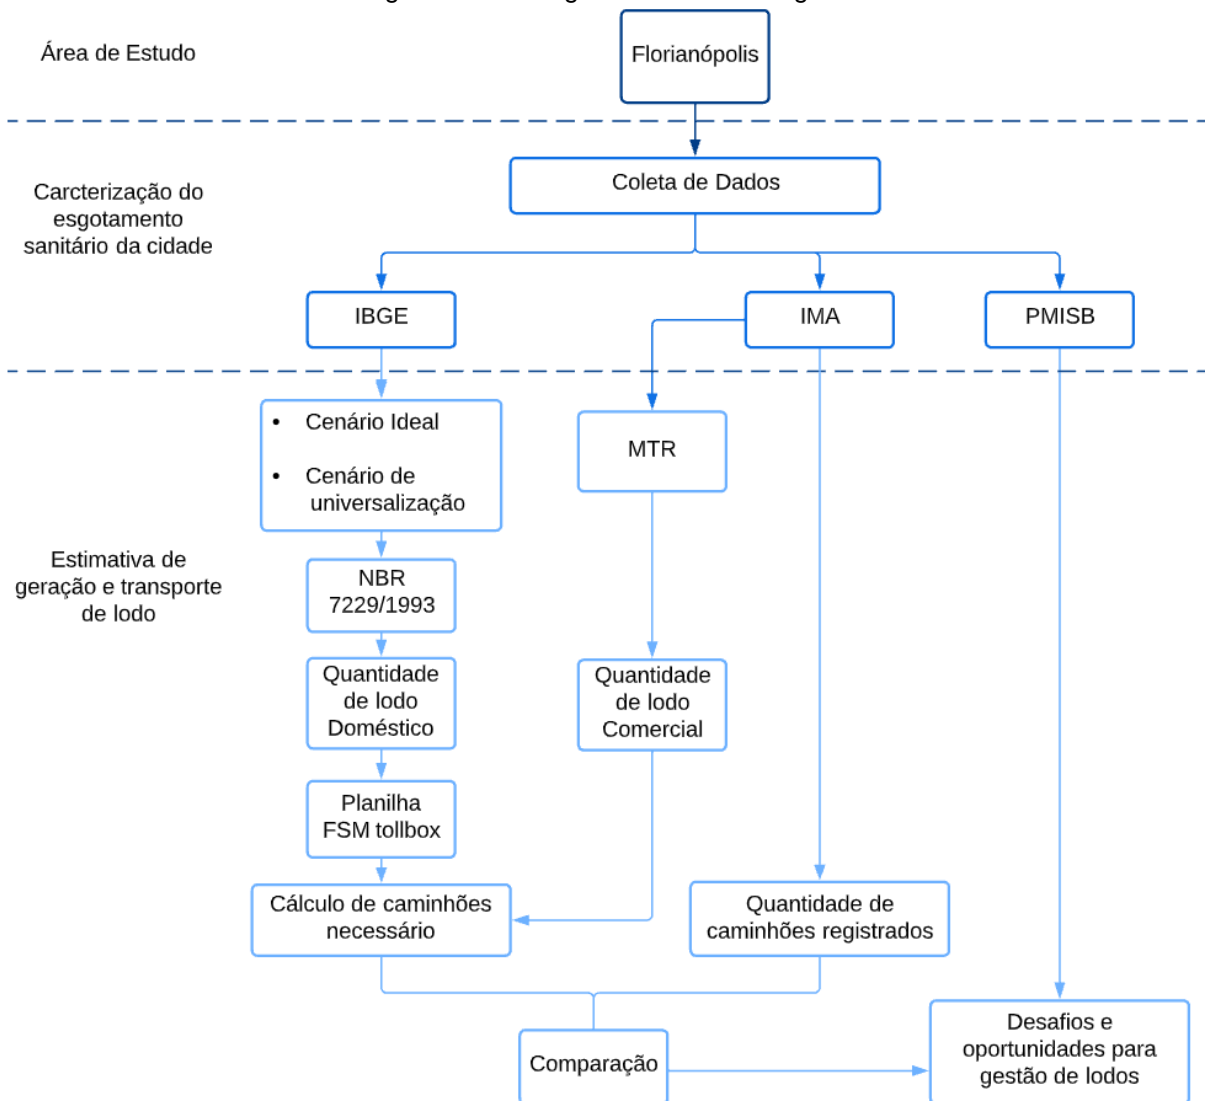 Área de Estudo
Florianópolis
Coleta de Dados
Carcterização do
esgotamento
sanitário da cidade
IBGE
IMA
PMISB
• Cenário Ideal
• Cenário de
universalização
MTR
Estimativa de
geração e transporte
de lodo
NBR
7229/1993
Quantidade
de lodo
Doméstico
Quantidade
de lodo
Comercial
Planilha
FSM tollbox
Cálculo de caminhões
necessário
Quantidade de
caminhões registrados
Comparação
Desafios e
oportunidades para
gestão de lodos